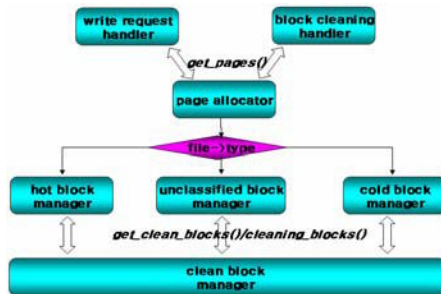 write request
handler
block cleaning
handler
get_pages()
page allocator
file->type
hot block
manager
unclassified block
manager
cold block
manager
get_clean_blocks()/cleaning_blocks()
clean block
manager